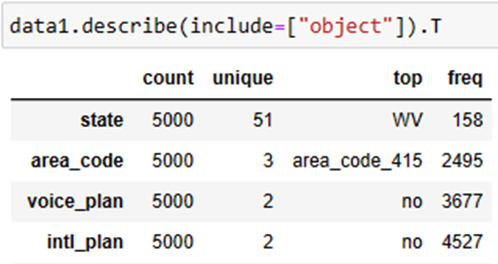 data1.describe(include=["object"]).T
count unique top freq
state 5000 51 WV 158
area_code 5000 3 area_code_415 2495
voice_plan 5000 2 no 3677
intl_plan 5000 2 no 4527